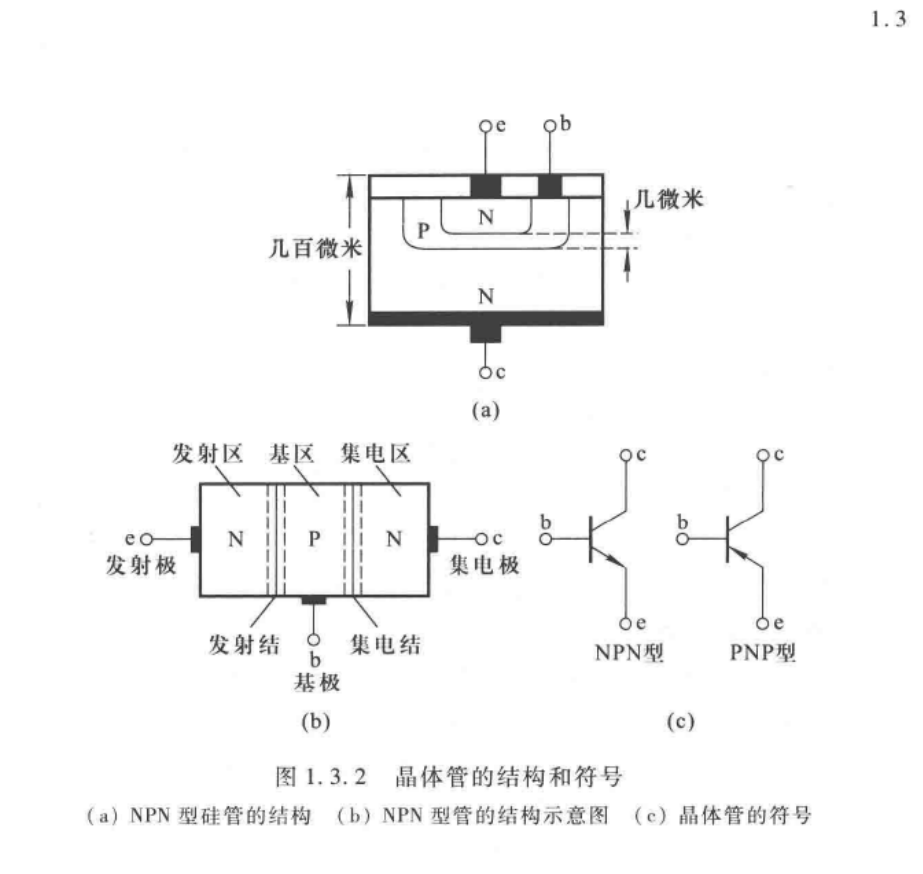 1.3
e b
几微米
N
P
几百微米
N
c
(a)
发射区 基区 集电区
c c
e N P N c
b b
发射极 集电极
发射结 集电结
e e
b
NPN型 PNP型
基极
(b) (c)
图 1.3.2 晶体管的结构和符号
(a) NPN 型硅管的结构 (b) NPN 型管的结构示意图 (c) 晶体管的符号